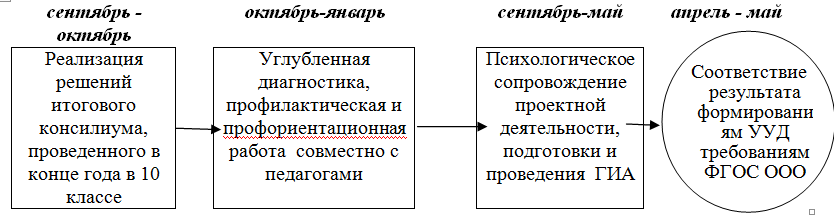 сентябрь -
октябрь
октябрь-январь
сентябрь-май
апрель - май
Реализация
решений
итогового
консилиума,
проведенного в
конце года в 10
классе
Углубленная
диагностика,
профилактическая и
профориентационная
работа совместно с
педагогами
Психологическое
сопровождение
проектной
деятельности,
подготовки и
проведения ГИА
Соответствие
результата
формировани
ям УУД
требованиям
ФГОС ООО